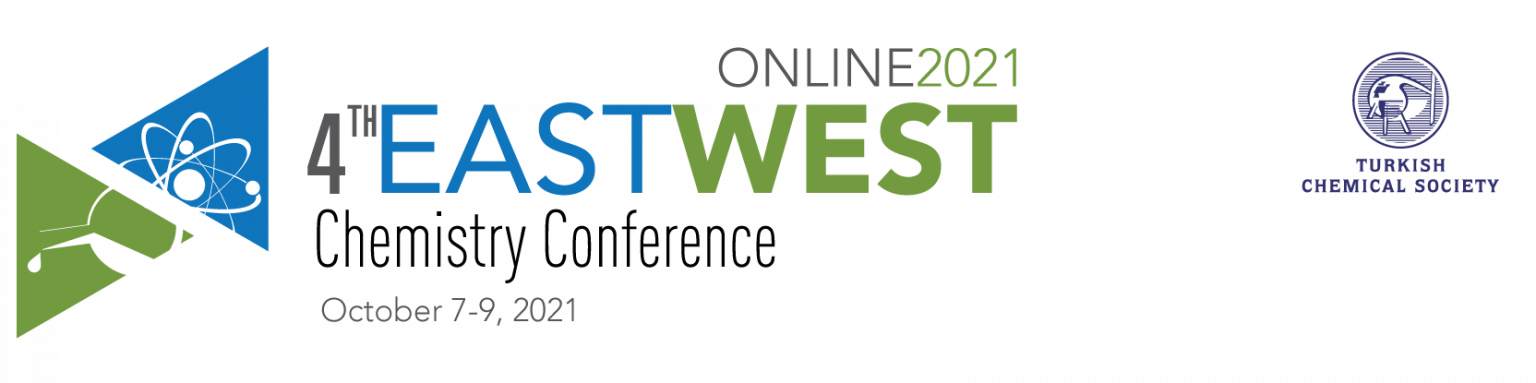 ONLINE2021
4TH EASTWEST
Chemistry Conference
October 7-9, 2021
TURKISH
CHEMICAL SOCIETY